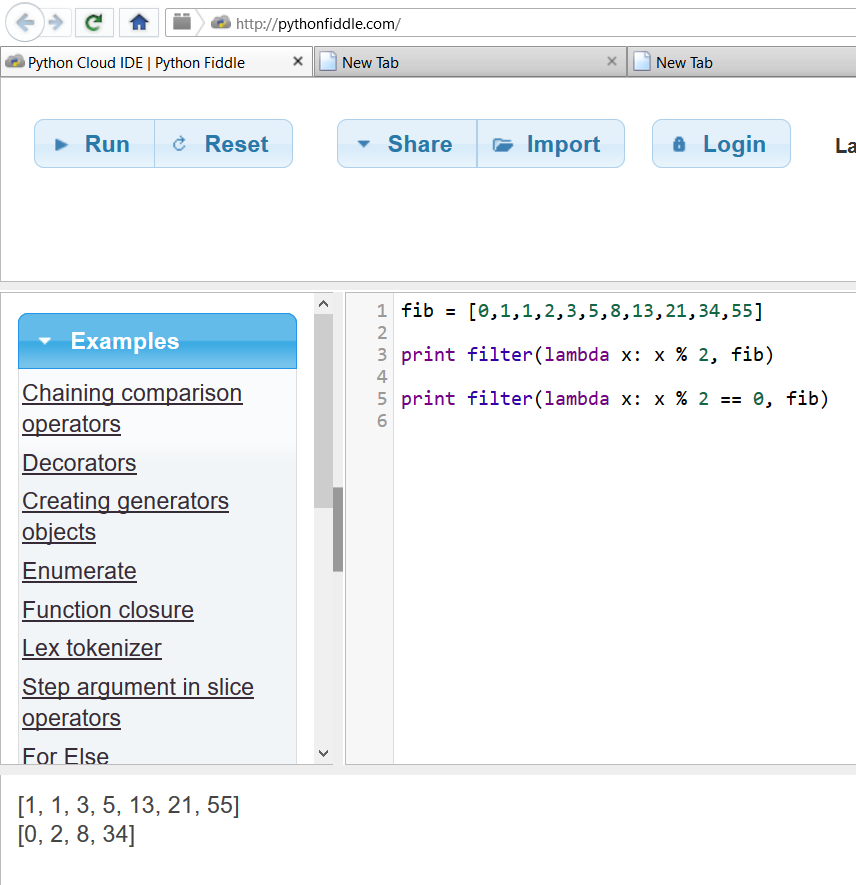 http://pythonfiddle.com/
Python Cloud IDE | Python Fiddle
New Tab
New Tab
Run
Reset
Share
Import
Login
Examples
Chaining comparison
operators
Decorators
Creating generators
objects
Enumerate
Function closure
Lex tokenizer
Step argument in slice
operators
For Else
1 fib = [0,1,1,2,3,5,8,13,21,34,55]
2
3 print filter(lambda x: x % 2, fib)
4
5 print filter(lambda x: x % 2 == 0, fib)
6
[1, 1, 3, 5, 13, 21, 55]
[0, 2, 8, 34]